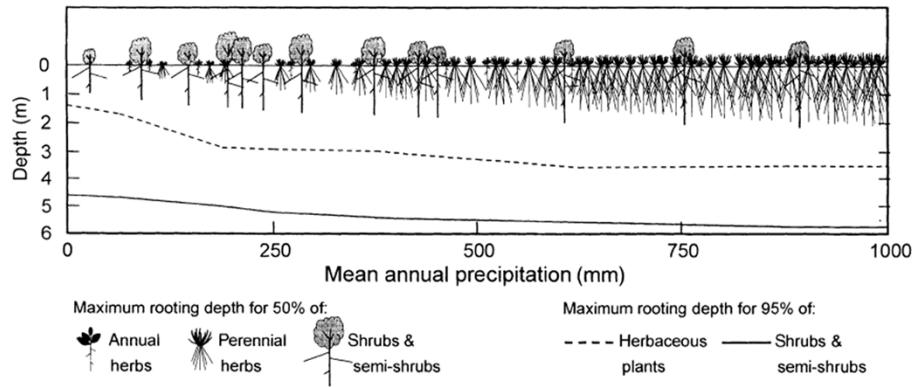 0
1
2
3
4
5
6
Depth (m)
0 250 500 750 1000
Mean annual precipitation (mm)
Maximum rooting depth for 50% of:
Annual herbs
Perennial herbs
Shrubs & semi-shrubs
Maximum rooting depth for 95% of:
Herbaceous plants
Shrubs & semi-shrubs